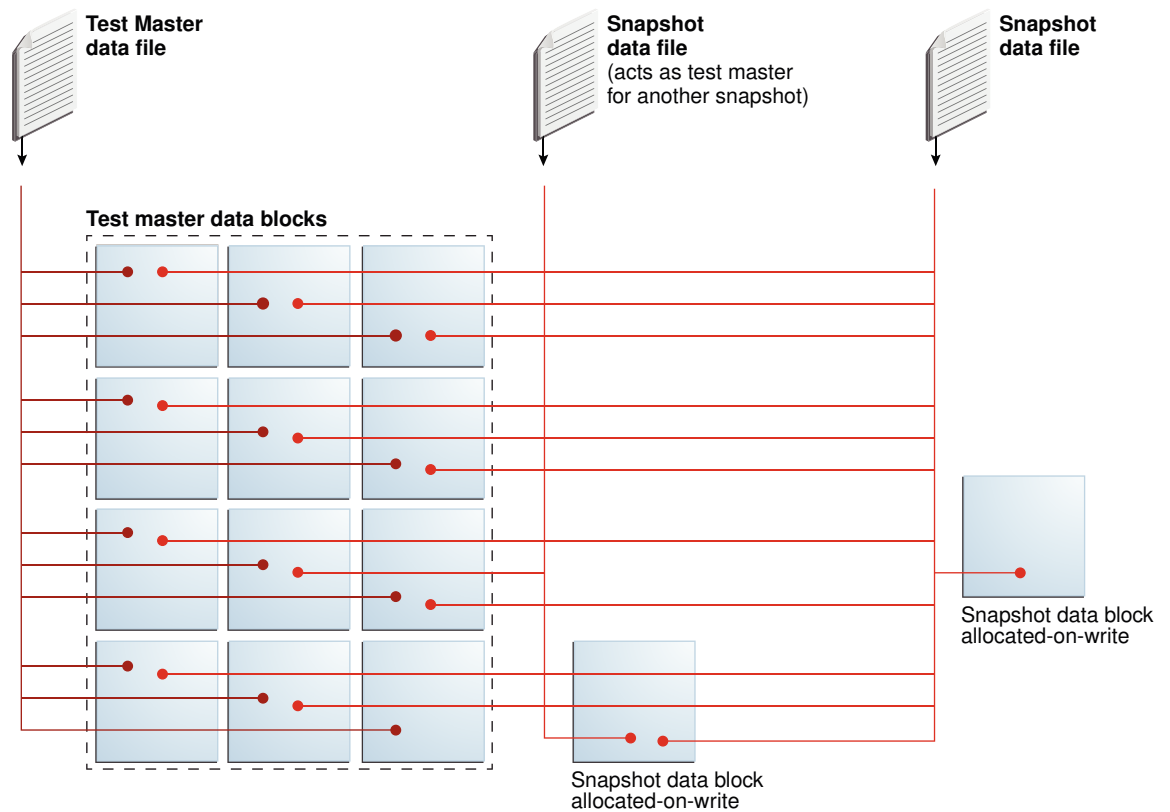 Test Master
data file
Snapshot
data file
(acts as test master
for another snapshot)
Snapshot
data file
Test master data blocks
Snapshot data block
allocated-on-write
Snapshot data block
allocated-on-write